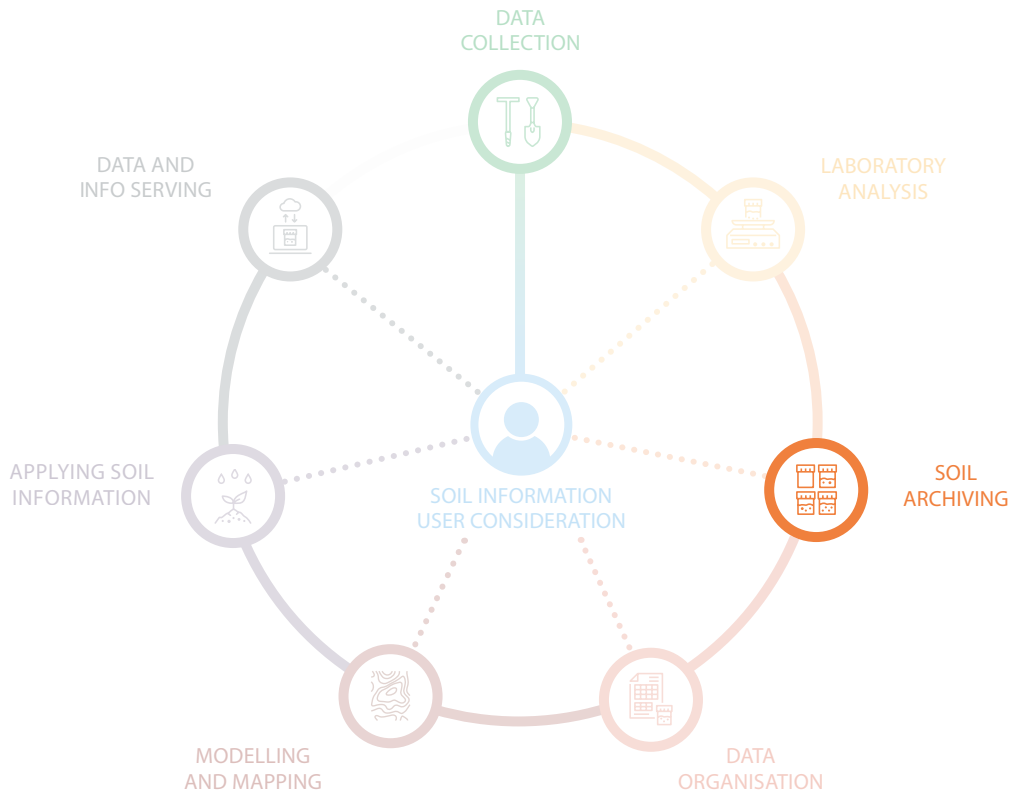 DATA
COLLECTION
LABORATORY
ANALYSIS
SOIL
ARCHIVING
DATA
ORGANISATION
MODELLING
AND MAPPING
APPLYING SOIL
INFORMATION
DATA AND
INFO SERVING
SOIL INFORMATION
USER CONSIDERATION